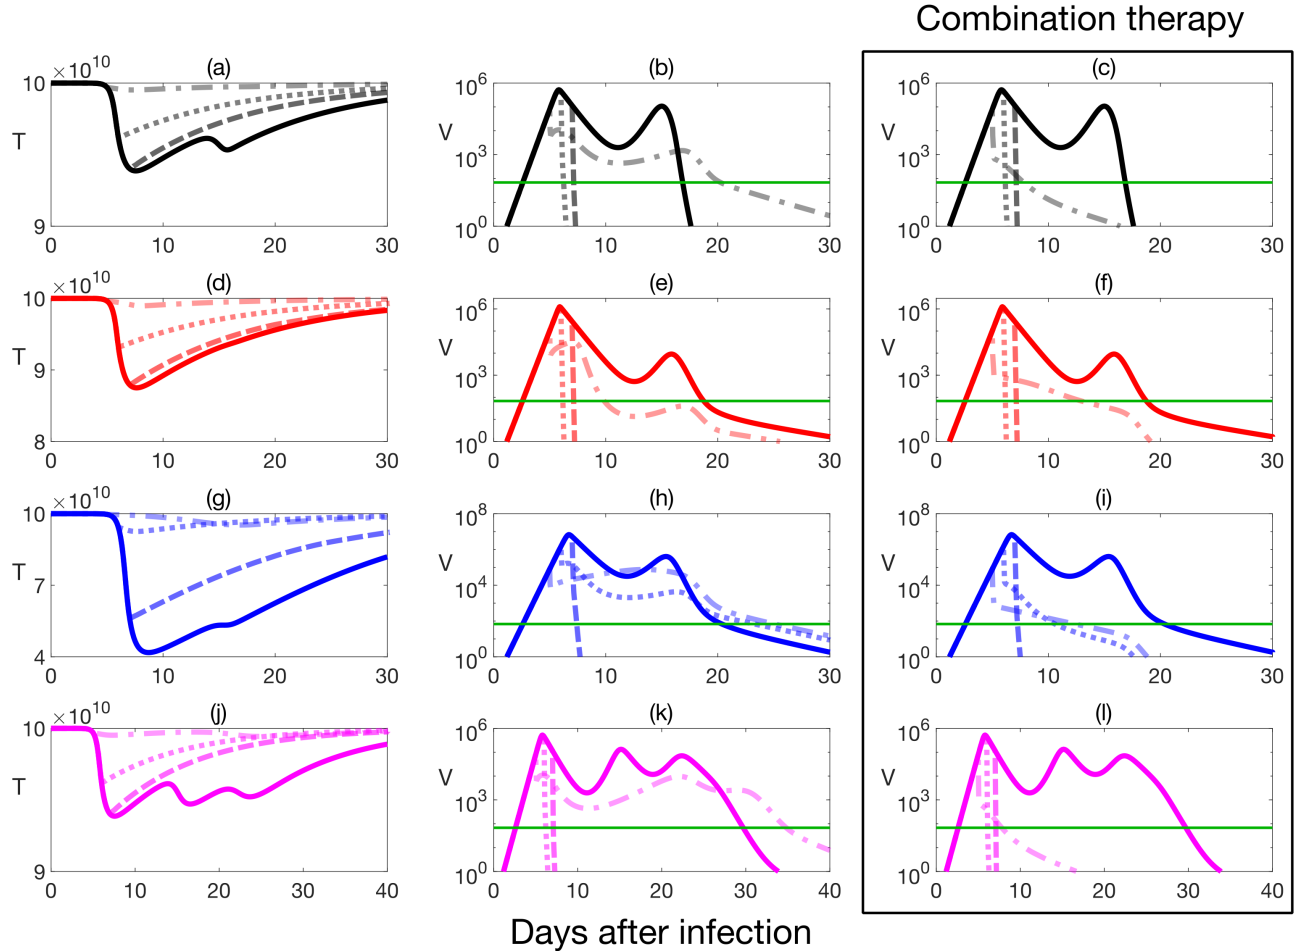 Combination therapy
(a)
×10^10
10
9
T
0 10 20 30
(b)
10^6
10^3
10^0
V
0 10 20 30
(c)
10^6
10^3
10^0
V
0 10 20 30
(d)
×10^10
10
9
8
T
0 10 20 30
(e)
10^6
10^3
10^0
V
0 10 20 30
(f)
10^6
10^3
10^0
V
0 10 20 30
(g)
×10^10
10
7
4
T
0 10 20 30
(h)
10^8
10^4
10^0
V
0 10 20 30
(i)
10^8
10^4
10^0
V
0 10 20 30
(j)
×10^10
10
9
T
0 10 20 30 40
(k)
10^6
10^3
10^0
V
0 10 20 30 40
(l)
10^6
10^3
10^0
V
0 10 20 30 40
Days after infection